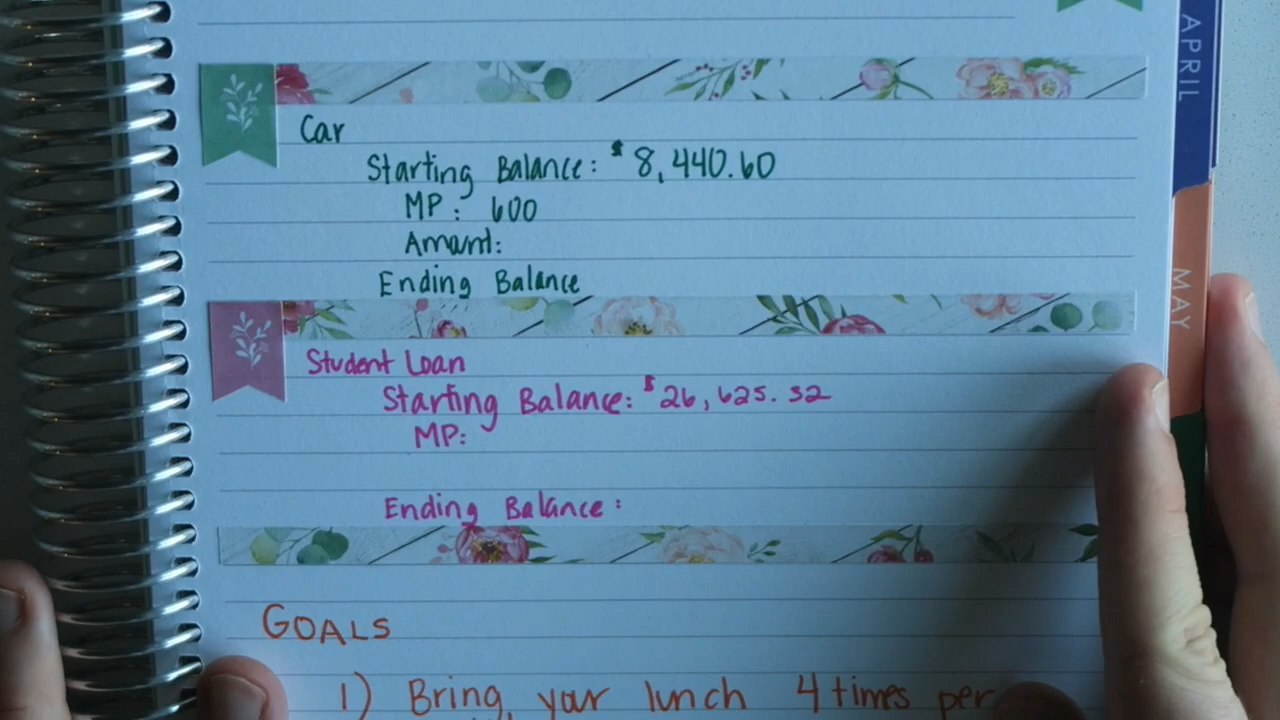 APRIL
Car
Starting Balance: $8,440.60
MP: 600
Amount:
Ending Balance
MAY
Student Loan
Starting Balance: $26,625.32
MP:
Ending Balance:
GOALS
1) Bring your lunch 4 times per